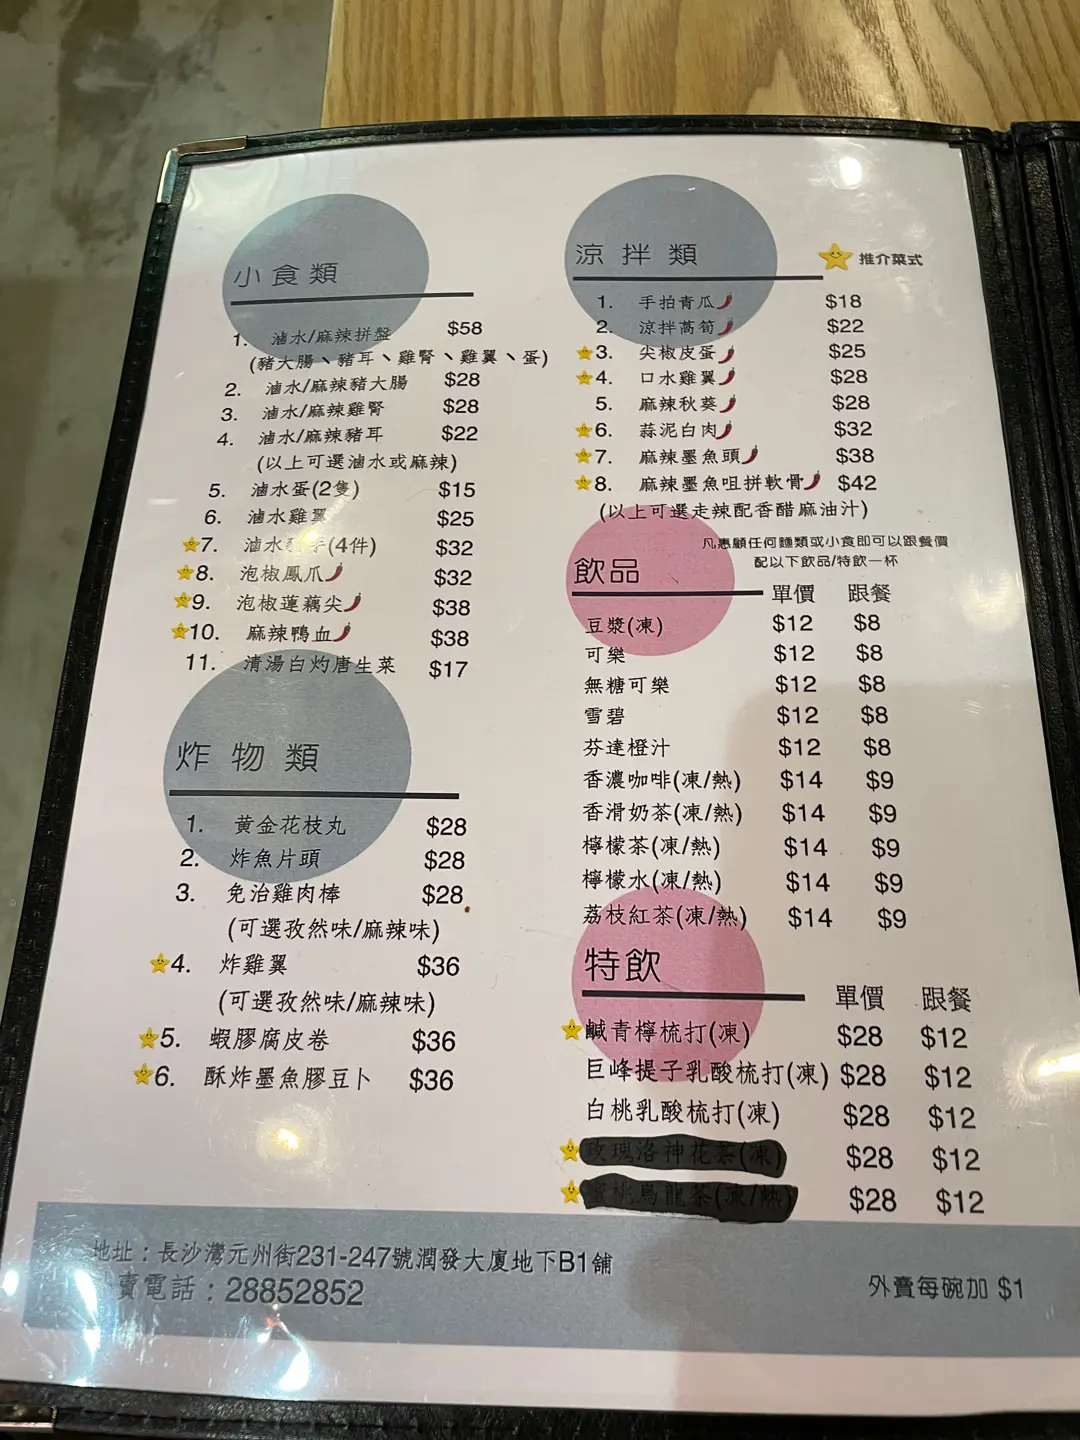 小食類
1. 滷水/麻辣拼盤 $58
(豬大腸、豬耳、雞腎、雞翼、蛋)
2. 滷水/麻辣豬大腸 $28
3. 滷水/麻辣雞腎 $28
4. 滷水/麻辣豬耳 $22
(以上可選滷水或麻辣)
5. 滷水蛋(2隻) $15
6. 滷水雞翼 $25
7. 滷水豬手(4件) $32
8. 泡椒鳳爪 $32
9. 泡椒蓮藕尖 $38
10. 麻辣鴨血 $38
11. 清湯白灼唐生菜 $17
炸物類
1. 黃金花枝丸 $28
2. 炸魚片頭 $28
3. 免治雞肉棒 $28
(可選孜然味/麻辣味)
4. 炸雞翼 $36
(可選孜然味/麻辣味)
5. 蝦膠腐皮卷 $36
6. 酥炸墨魚膠豆卜 $36
涼拌類
推介菜式
1. 手拍青瓜 $18
2. 涼拌萵筍 $22
3. 尖椒皮蛋 $25
4. 口水雞翼 $28
5. 麻辣秋葵 $28
6. 蒜泥白肉 $32
7. 麻辣墨魚頭 $38
8. 麻辣墨魚咀拼軟骨 $42
(以上可選走辣配香醋麻油汁)
飲品
凡惠顧任何麵類或小食即可以跟餐價
配以下飲品/特飲一杯
單價 跟餐
豆漿(凍) $12 $8
可樂 $12 $8
無糖可樂 $12 $8
雪碧 $12 $8
芬達橙汁 $12 $8
香濃咖啡(凍/熱) $14 $9
香滑奶茶(凍/熱) $14 $9
檸檬茶(凍/熱) $14 $9
檸檬水(凍/熱) $14 $9
荔枝紅茶(凍/熱) $14 $9
特飲
單價 跟餐
鹹青檸梳打(凍) $28 $12
巨峰提子乳酸梳打(凍) $28 $12
白桃乳酸梳打(凍) $28 $12
玫瑰洛神花茶(凍) $28 $12
蜜桃烏龍茶(凍/熱) $28 $12
地址：長沙灣元州街231-247號潤發大廈地下B1舖
賣電話：28852852
外賣每碗加 $1